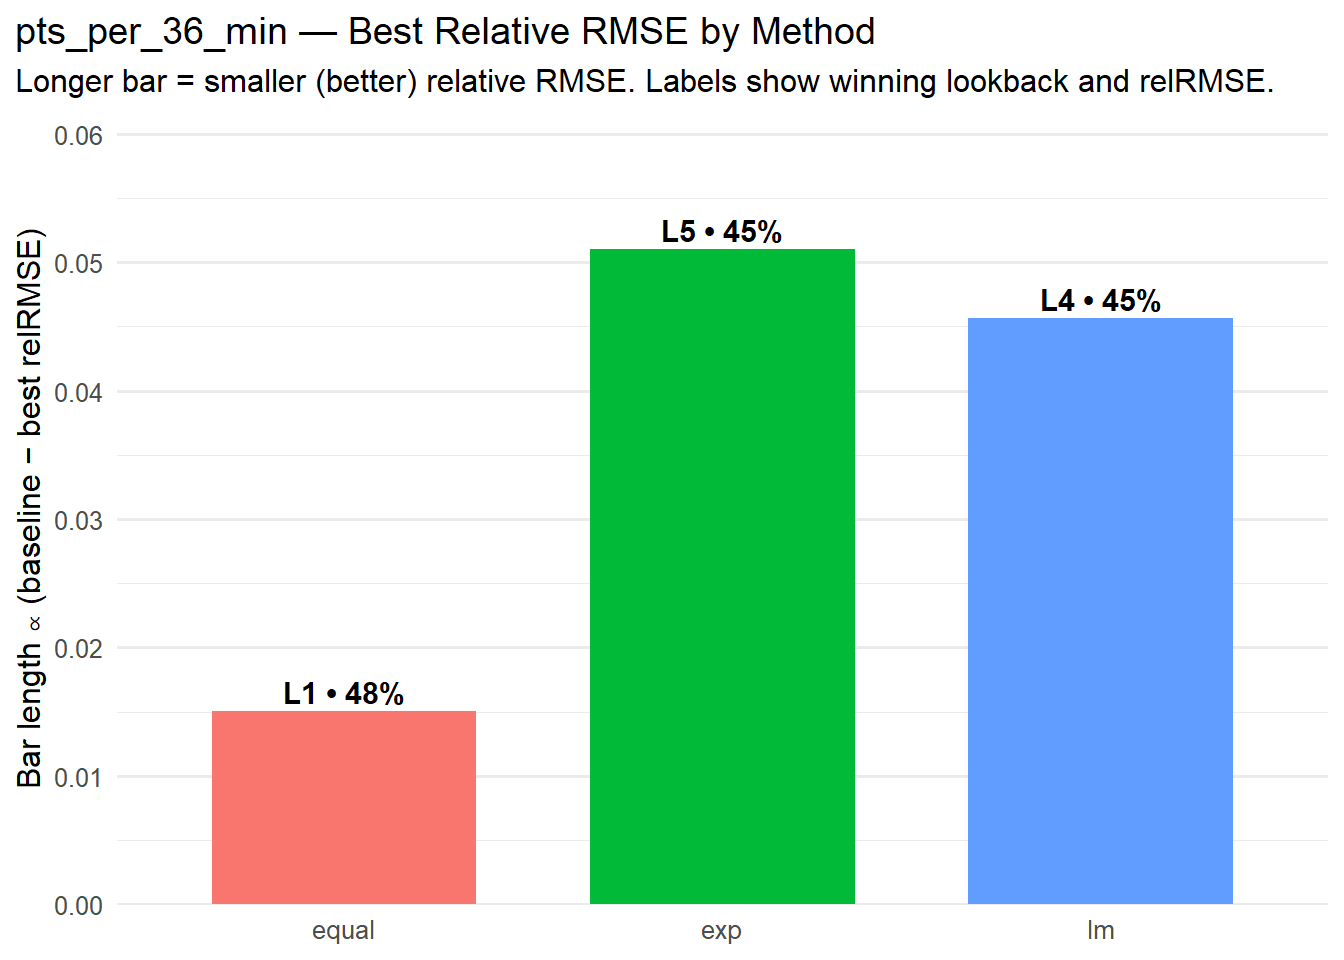 pts_per_36_min — Best Relative RMSE by Method
Longer bar = smaller (better) relative RMSE. Labels show winning lookback and relRMSE.
Bar length ∝ (baseline − best relRMSE)
0.06
0.05
0.04
0.03
0.02
0.01
0.00
L1 • 48%
L5 • 45%
L4 • 45%
equal
exp
lm